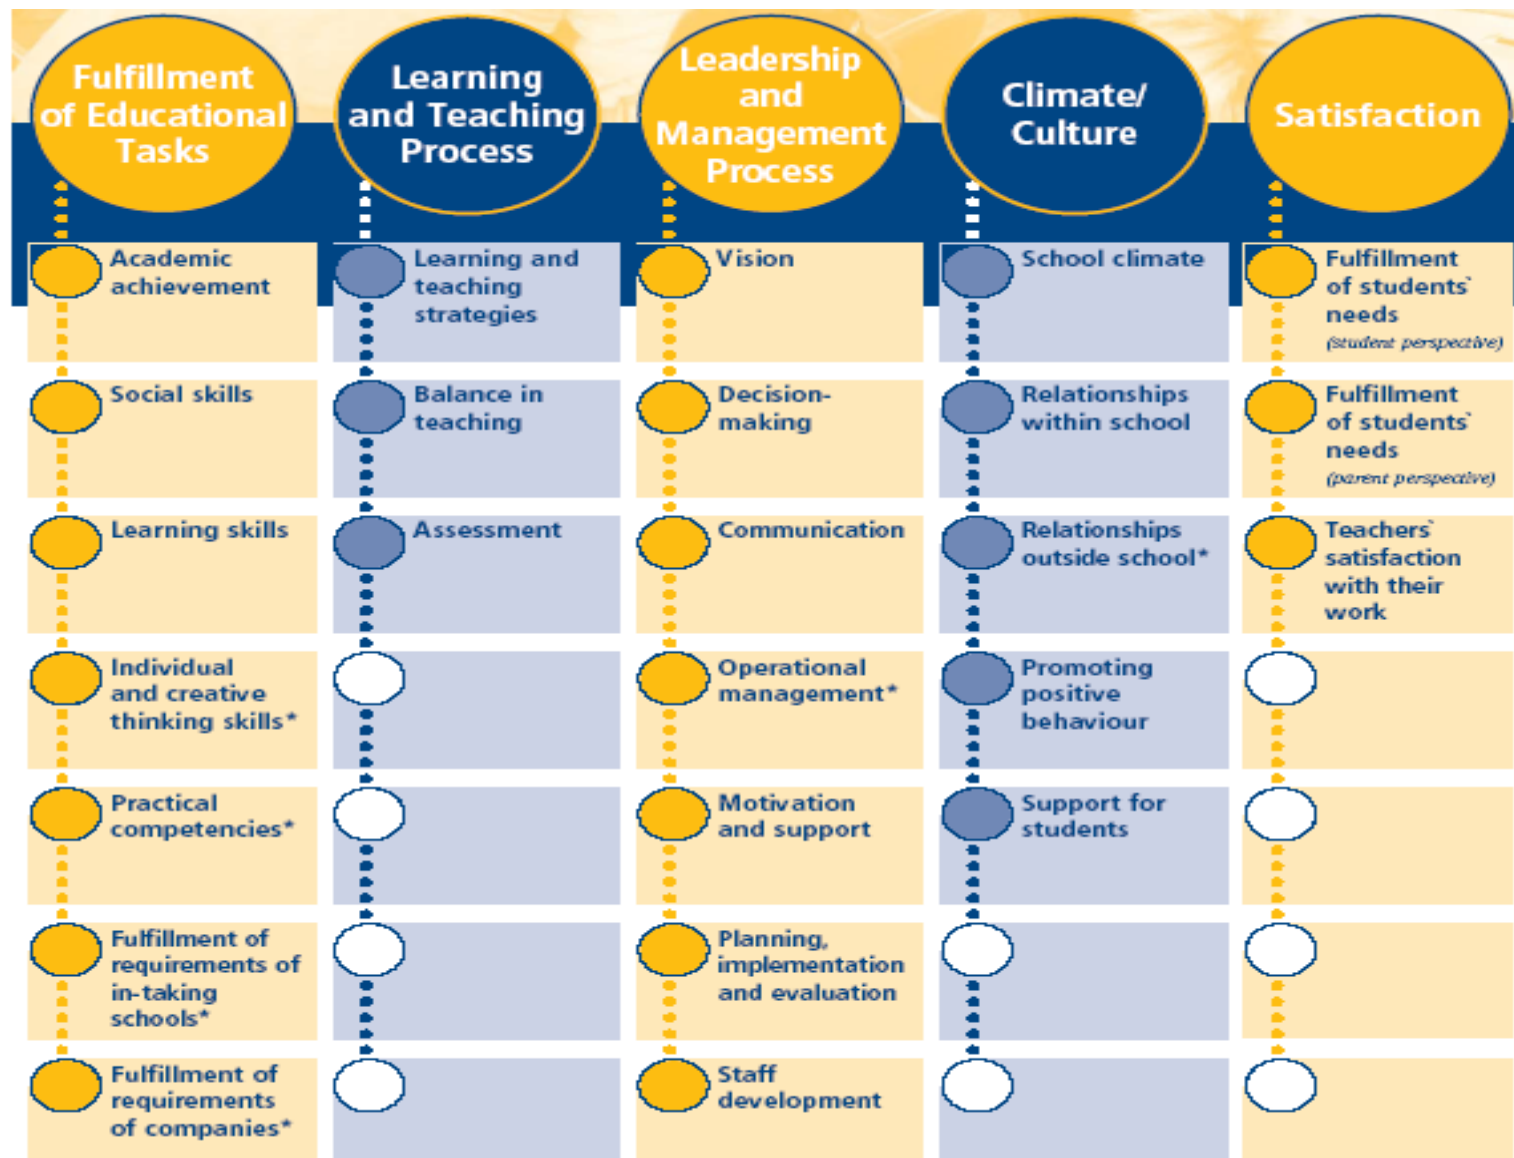 Fulfillment
of Educational
Tasks
Learning
and Teaching
Process
Leadership
and
Management
Process
Climate/
Culture
Satisfaction
Academic
achievement
Learning and
teaching
strategies
Vision
School climate
Fulfillment
of students`
needs
(student perspective)
Social skills
Balance in
teaching
Decision-
making
Relationships
within school
Fulfillment
of students`
needs
(parent perspective)
Learning skills
Assessment
Communication
Relationships
outside school*
Teachers`
satisfaction
with their
work
Individual
and creative
thinking skills*
Operational
management*
Promoting
positive
behaviour
Practical
competencies*
Motivation
and support
Support for
students
Fulfillment of
requirements of
in-taking
schools*
Planning,
implementation
and evaluation
Fulfillment of
requirements
of companies*
Staff
development